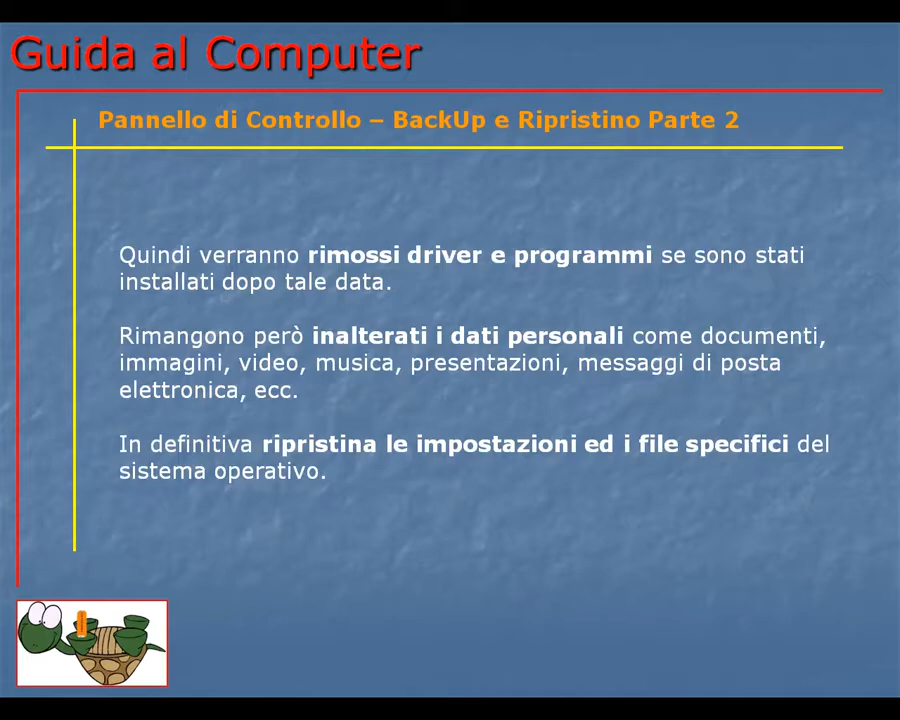 Guida al Computer
Pannello di Controllo – BackUp e Ripristino Parte 2
Quindi verranno rimossi driver e programmi se sono stati
installati dopo tale data.
Rimangono però inalterati i dati personali come documenti,
immagini, video, musica, presentazioni, messaggi di posta
elettronica, ecc.
In definitiva ripristina le impostazioni ed i file specifici del
sistema operativo.